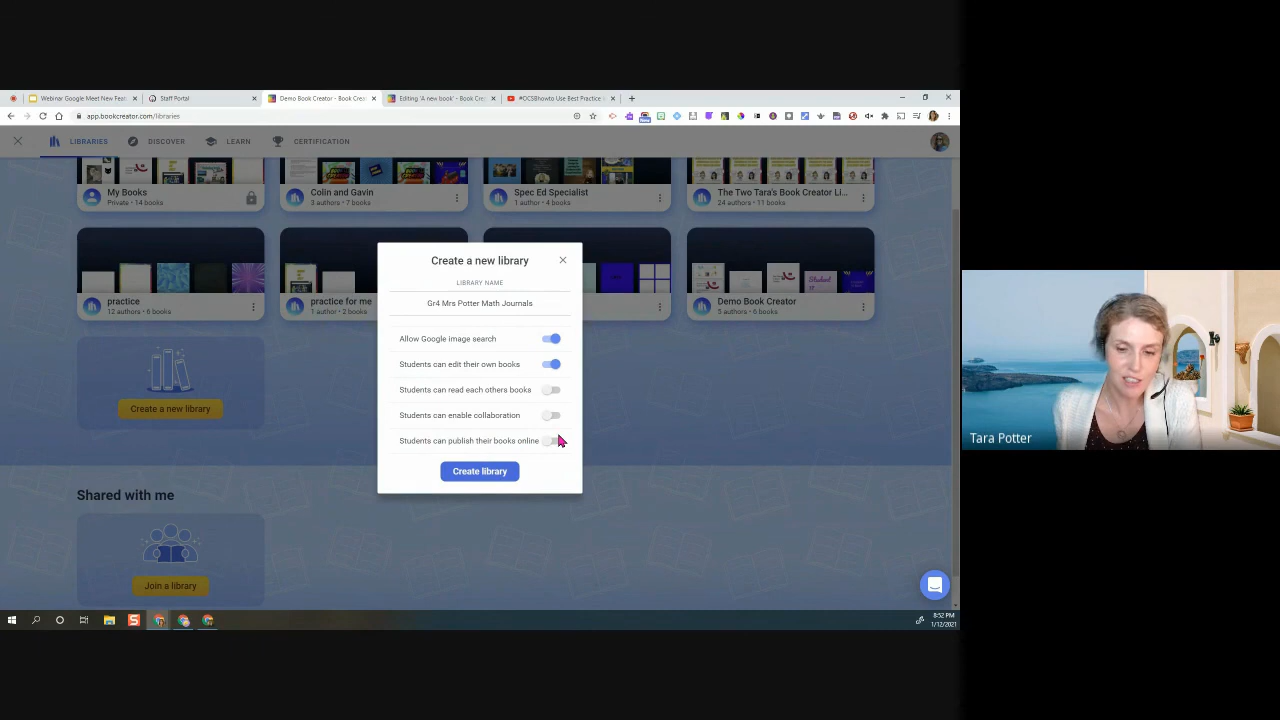 Webinar Google Meet New Feat
Staff Portal
Demo Book Creator - Book Crea
Editing 'A new book' - Book Crea
#OCSBhowto Use Best Practice
app.bookcreator.com/libraries
LIBRARIES
DISCOVER
LEARN
CERTIFICATION
My Books
Private • 14 books
Colin and Gavin
3 authors • 7 books
Spec Ed Specialist
1 author • 4 books
The Two Tara's Book Creator Li...
24 authors • 11 books
practice
12 authors • 6 books
practice for me
1 author • 2 books
Demo Book Creator
5 authors • 6 books
Create a new library
Create a new library
LIBRARY NAME
Gr4 Mrs Potter Math Journals
Allow Google image search
Students can edit their own books
Students can read each others books
Students can enable collaboration
Students can publish their books online
Create library
Shared with me
Join a library
Tara Potter
8:52 PM
1/12/2021